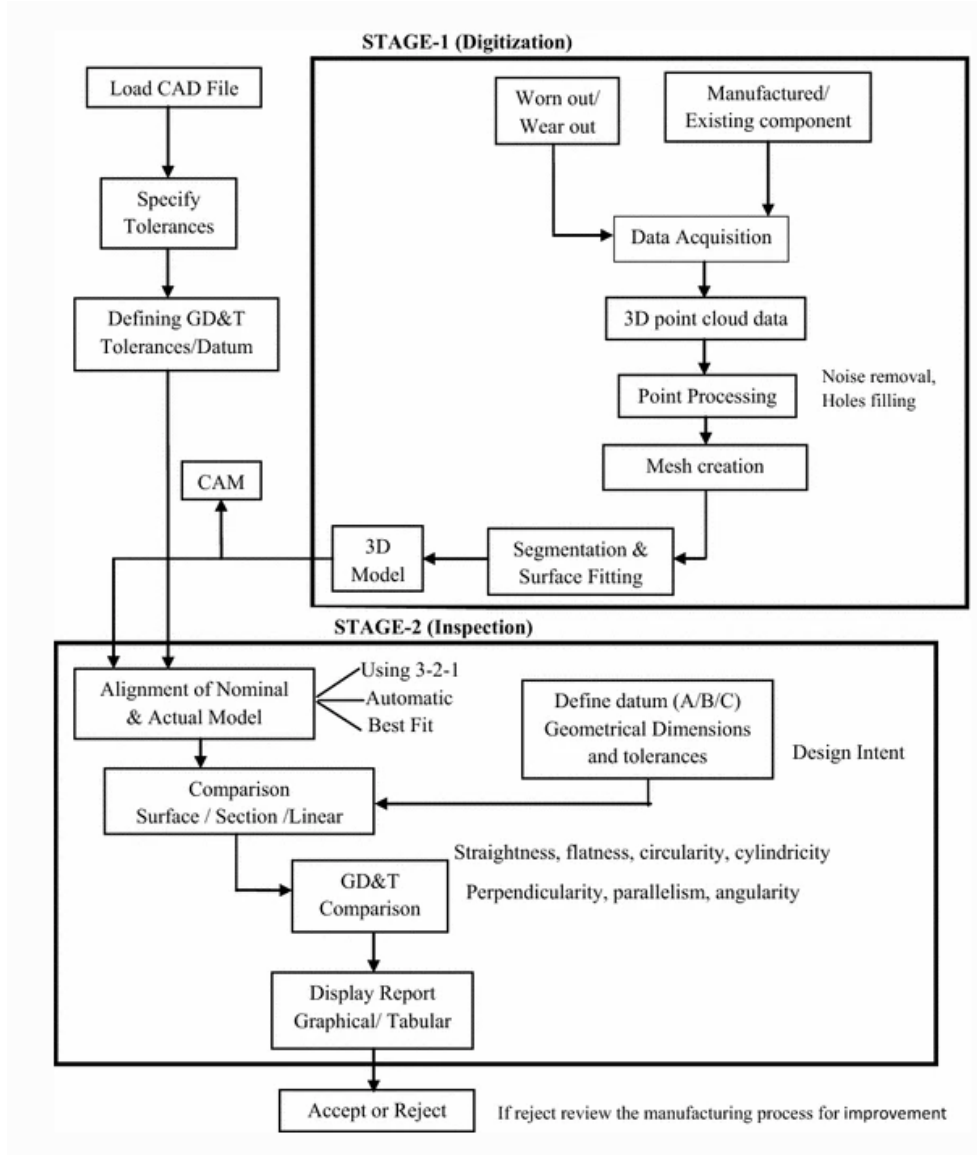 STAGE-1 (Digitization)
Load CAD File
Worn out/
Wear out
Manufactured/
Existing component
Specify
Tolerances
Data Acquisition
Defining GD&T
Tolerances/Datum
3D point cloud data
Point Processing
Noise removal,
Holes filling
Mesh creation
CAM
3D
Model
Segmentation &
Surface Fitting
STAGE-2 (Inspection)
Alignment of Nominal
& Actual Model
Using 3-2-1
Automatic
Best Fit
Define datum (A/B/C)
Geometrical Dimensions
and tolerances
Design Intent
Comparison
Surface / Section /Linear
Straightness, flatness, circularity, cylindricity
Perpendicularity, parallelism, angularity
GD&T
Comparison
Display Report
Graphical/ Tabular
Accept or Reject
If reject review the manufacturing process for improvement